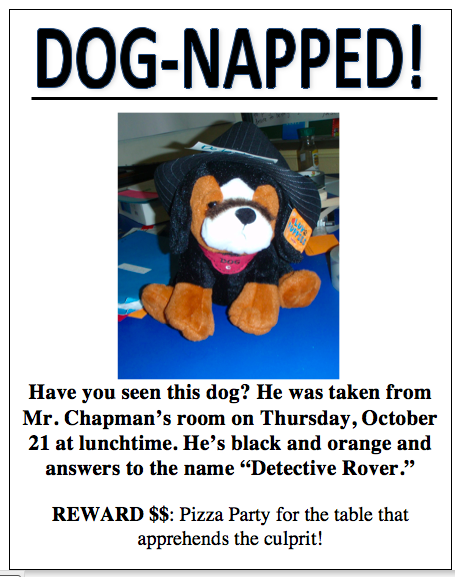 DOG-NAPPED!
DOG
Have you seen this dog? He was taken from
Mr. Chapman’s room on Thursday, October
21 at lunchtime. He’s black and orange and
answers to the name “Detective Rover.”
REWARD $$: Pizza Party for the table that
apprehends the culprit!